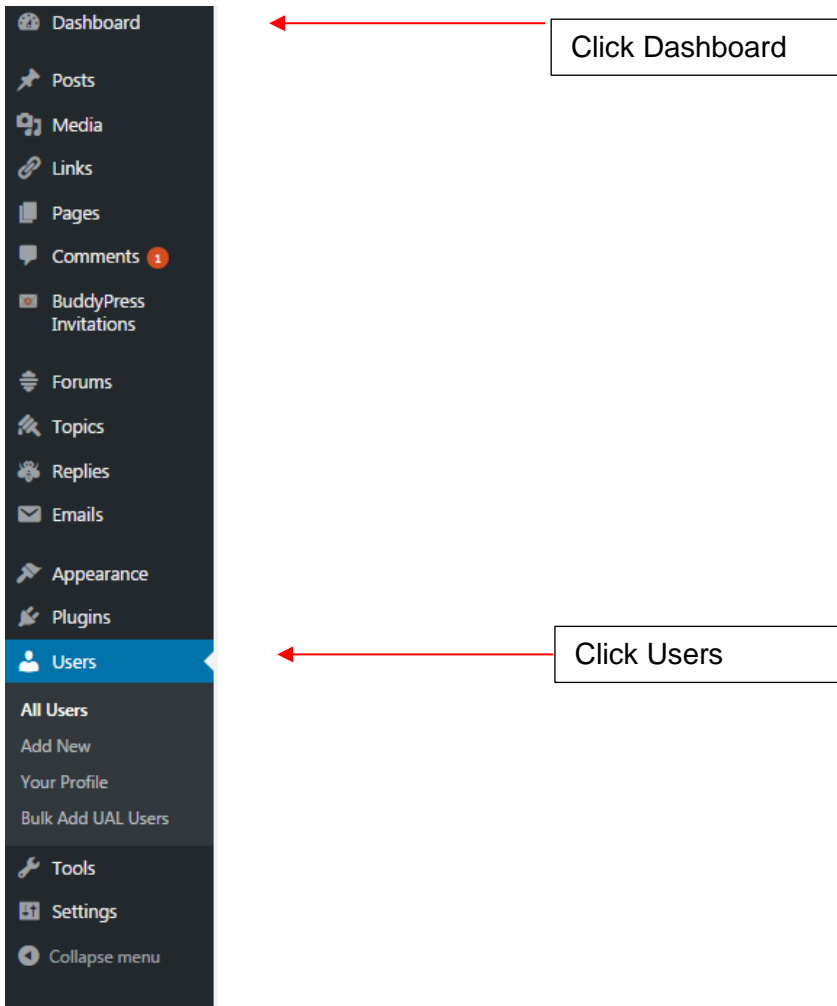 Dashboard
Click Dashboard
Posts
Media
Links
Pages
Comments 1
BuddyPress
Invitations
Forums
Topics
Replies
Emails
Appearance
Plugins
Users
Click Users
All Users
Add New
Your Profile
Bulk Add UAL Users
Tools
Settings
Collapse menu